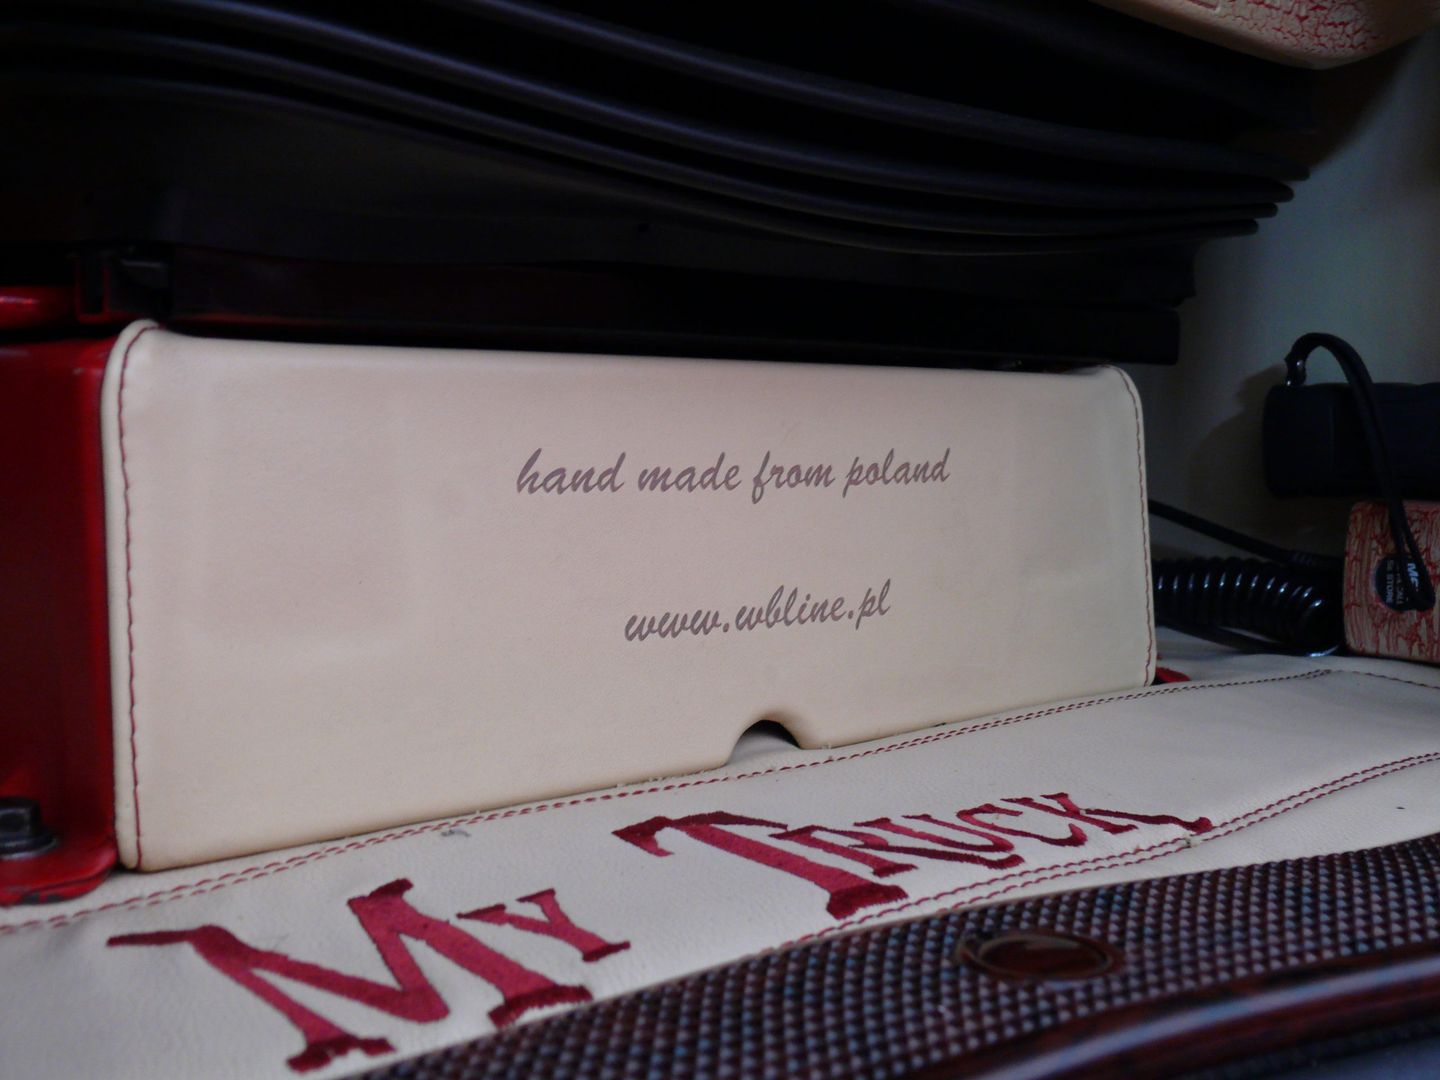 hand made from poland
www.wbline.pl
My Truck